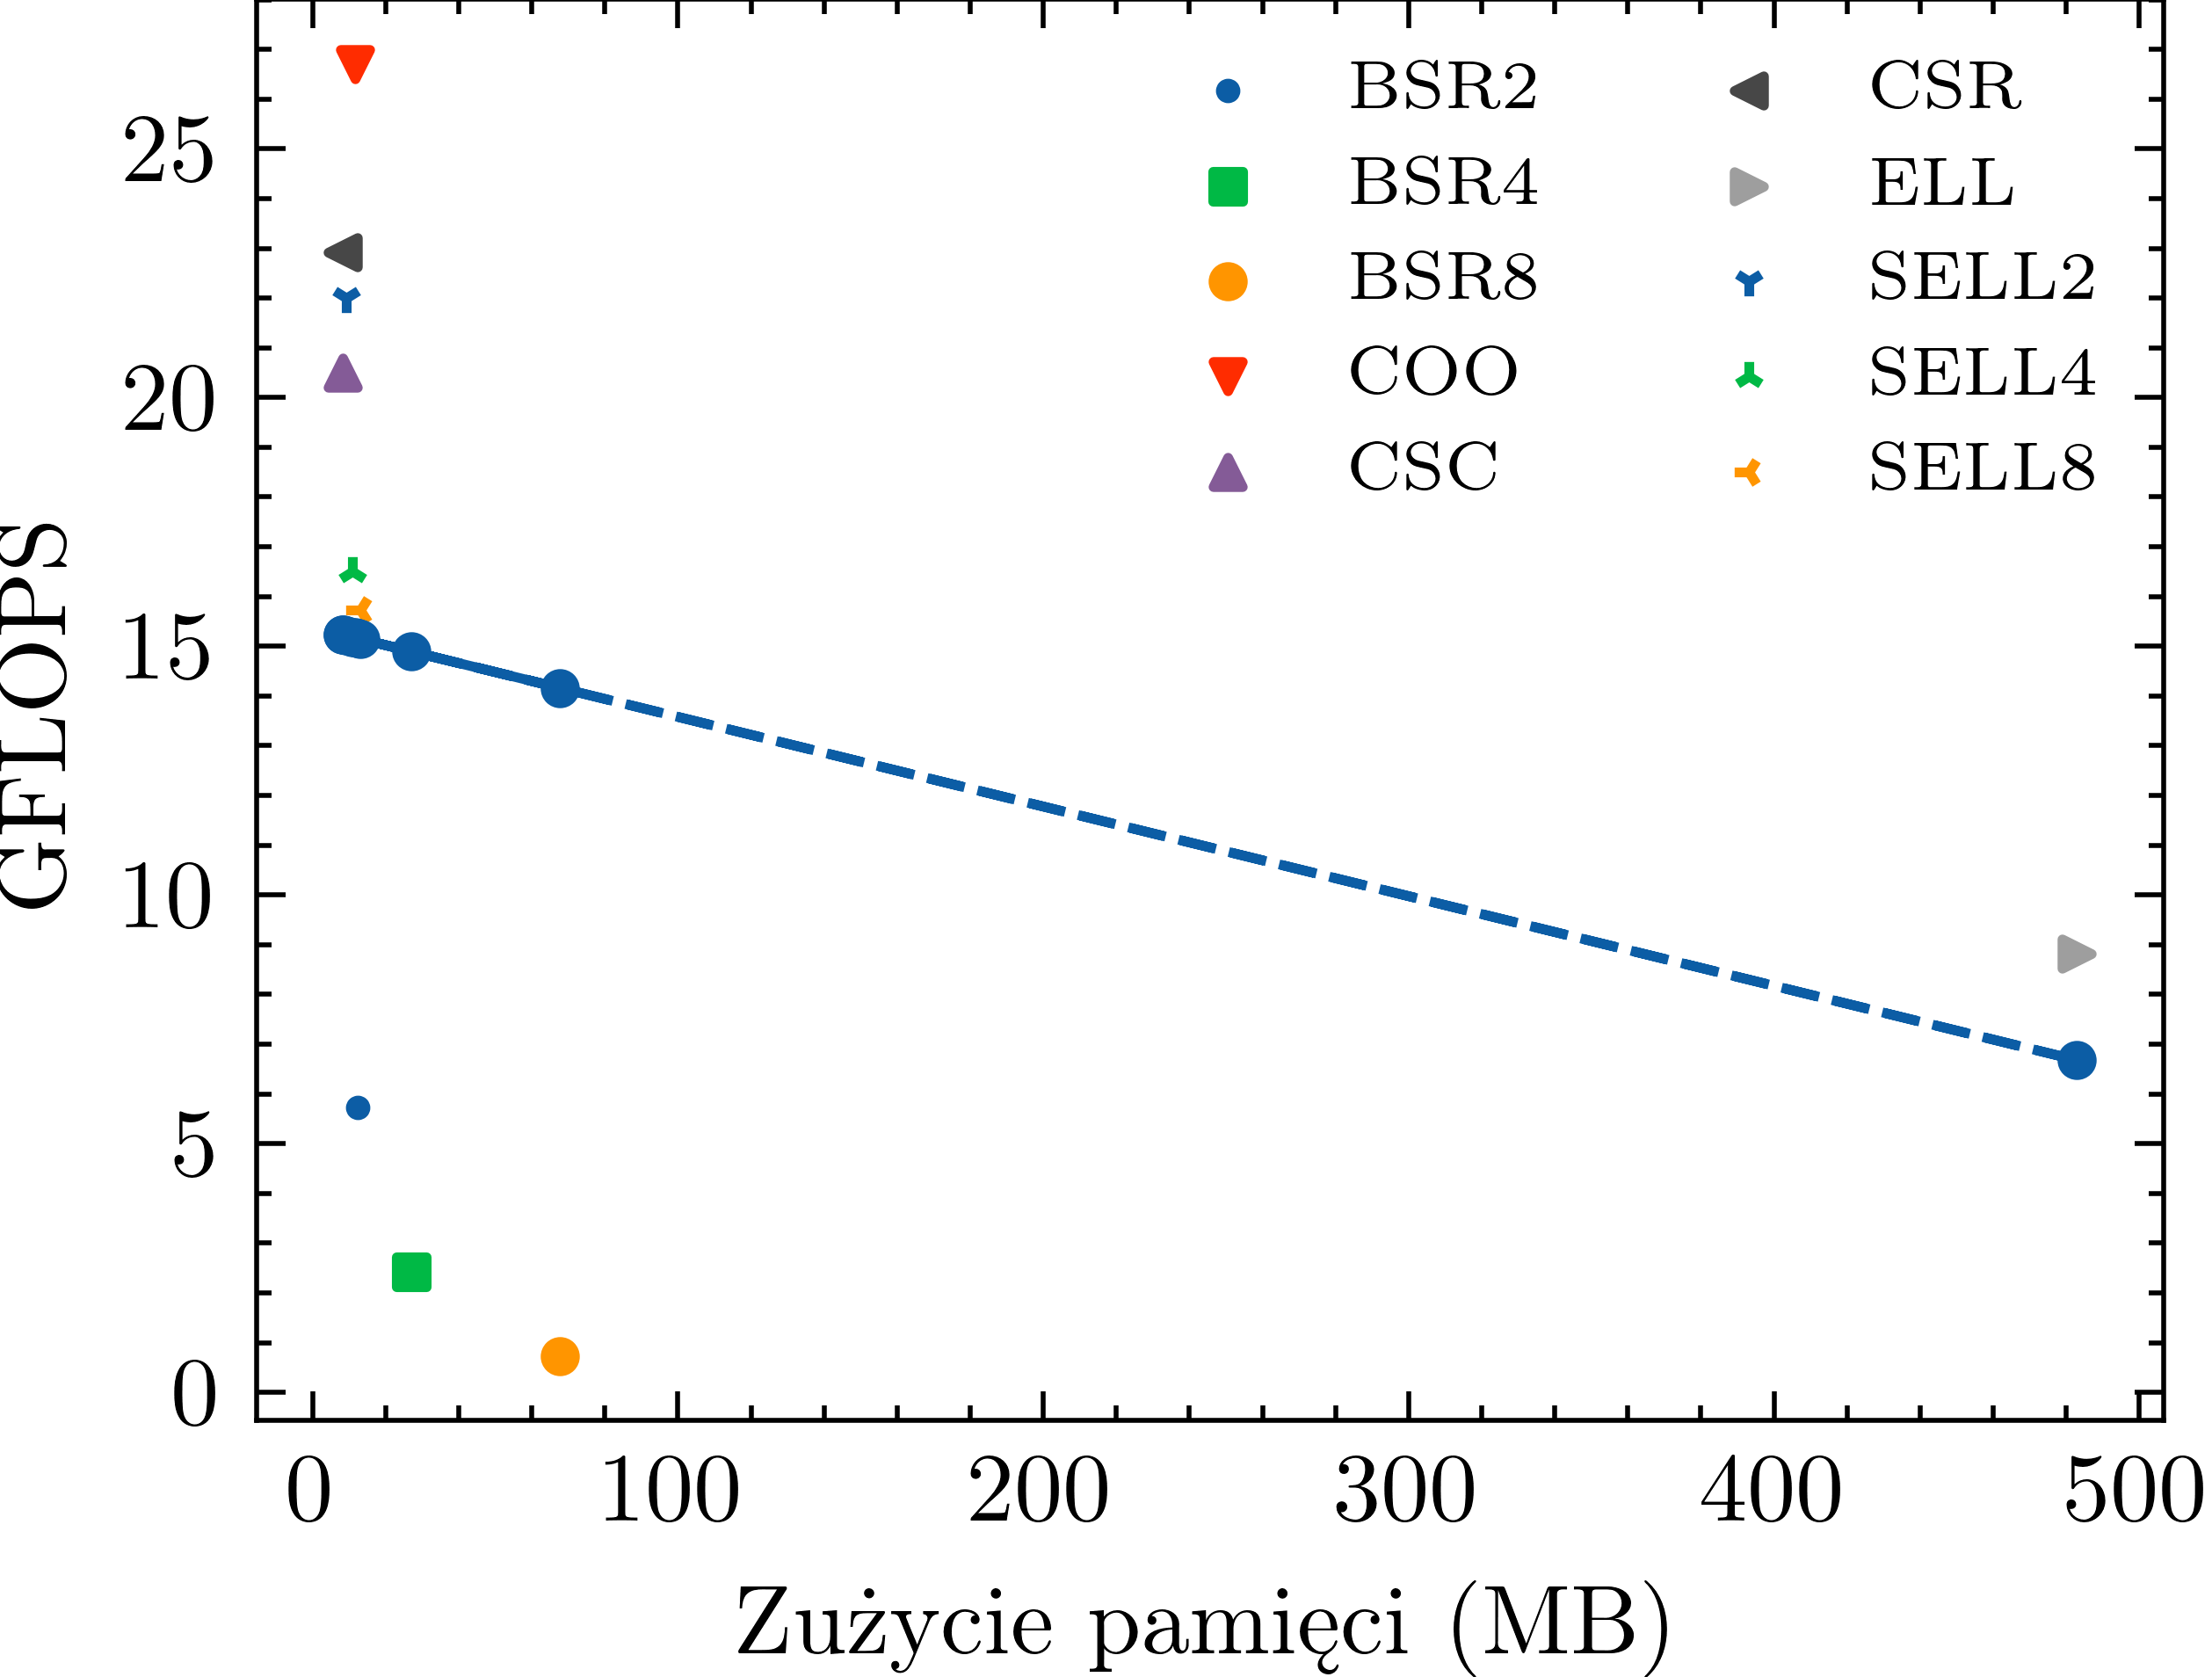 GFLOPS
25
20
15
10
5
0
BSR2
BSR4
BSR8
COO
CSC
CSR
ELL
SELL2
SELL4
SELL8
0 100 200 300 400 500
Zużycie pamięci (MB)